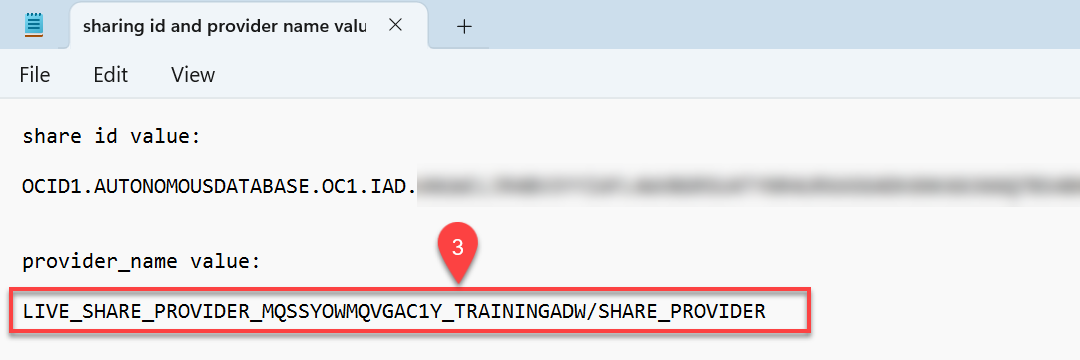 sharing id and provider name valu
File Edit View
share id value:
OCID1.AUTONOMOUSDATABASE.OC1.IAD.
3
provider_name value:
LIVE_SHARE_PROVIDER_MQSSYOWMQVGAC1Y_TRAININGADW/SHARE_PROVIDER